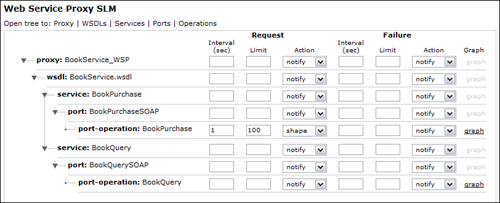 Web Service Proxy SLM
Open tree to: Proxy | WSDLs | Services | Ports | Operations
Request Failure
Interval (sec) Limit Action Interval (sec) Limit Action Graph
proxy: BookService_WSP notify notify graph
wsdl: BookService.wsdl notify notify graph
service: BookPurchase notify notify graph
port: BookPurchaseSOAP notify notify graph
port-operation: BookPurchase 1 100 shape notify graph
service: BookQuery notify notify graph
port: BookQuerySOAP notify notify graph
port-operation: BookQuery notify notify graph